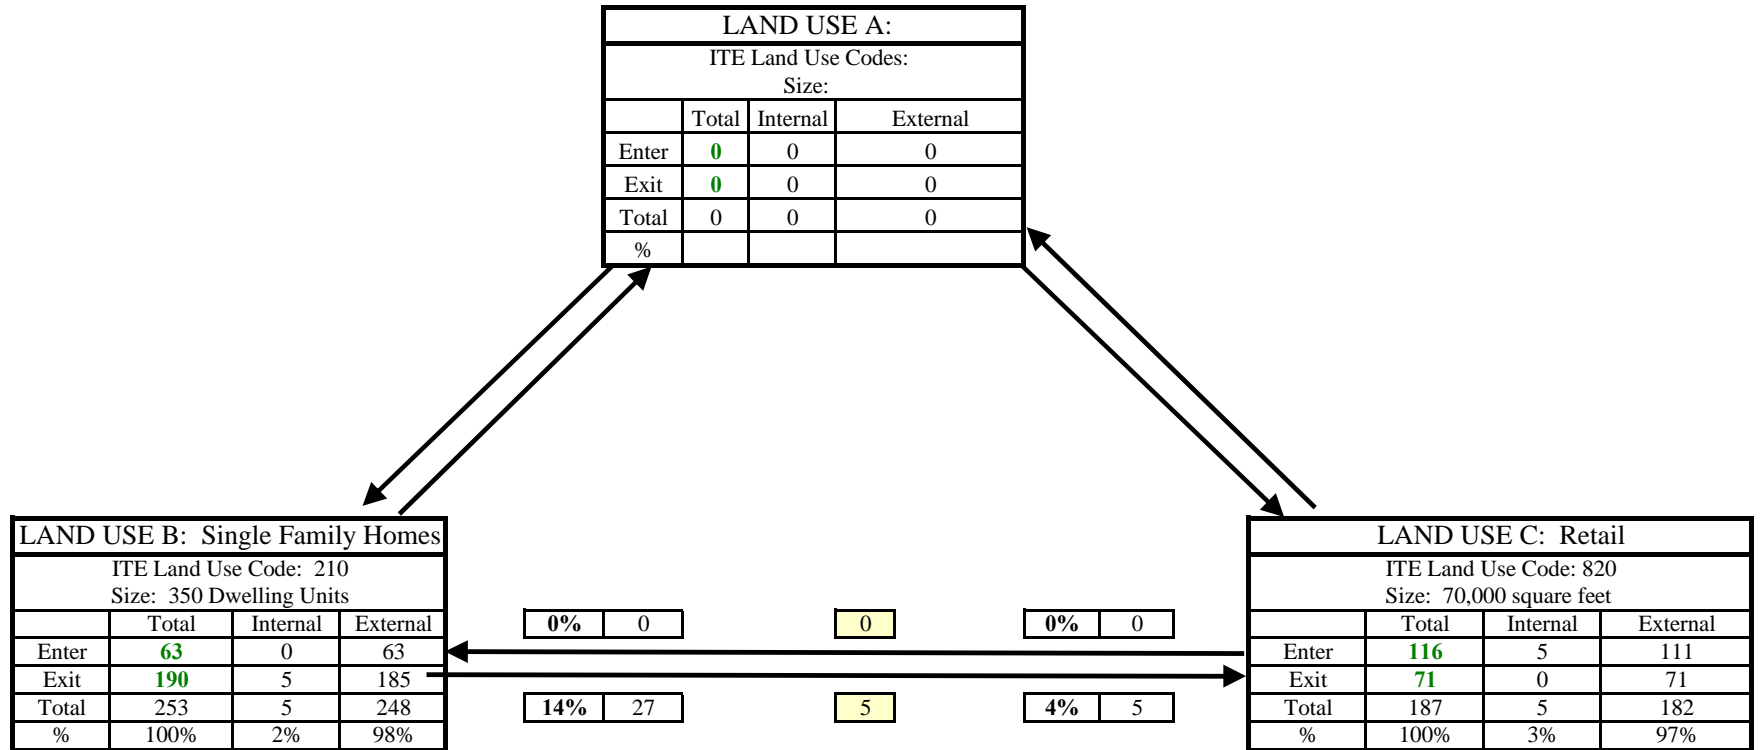 LAND USE A:
ITE Land Use Codes:
Size:
Total Internal External
Enter 0 0 0
Exit 0 0 0
Total 0 0 0
%
LAND USE B: Single Family Homes
ITE Land Use Code: 210
Size: 350 Dwelling Units
Total Internal External
Enter 63 0 63
Exit 190 5 185
Total 253 5 248
% 100% 2% 98%
0% 0
0
0% 0
14% 27
5
4% 5
LAND USE C: Retail
ITE Land Use Code: 820
Size: 70,000 square feet
Total Internal External
Enter 116 5 111
Exit 71 0 71
Total 187 5 182
% 100% 3% 97%